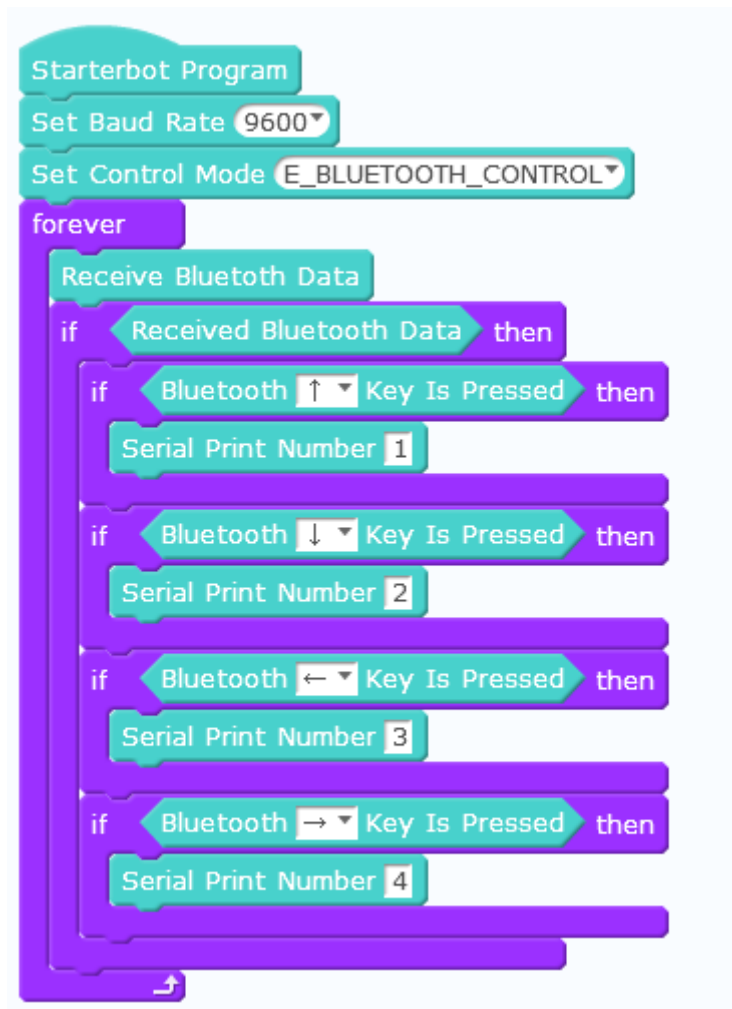 Starterbot Program
Set Baud Rate 9600
Set Control Mode E_BLUETOOTH_CONTROL
forever
Receive Bluetoth Data
if Received Bluetooth Data then
if Bluetooth ↑ Key Is Pressed then
Serial Print Number 1
if Bluetooth ↓ Key Is Pressed then
Serial Print Number 2
if Bluetooth ← Key Is Pressed then
Serial Print Number 3
if Bluetooth → Key Is Pressed then
Serial Print Number 4